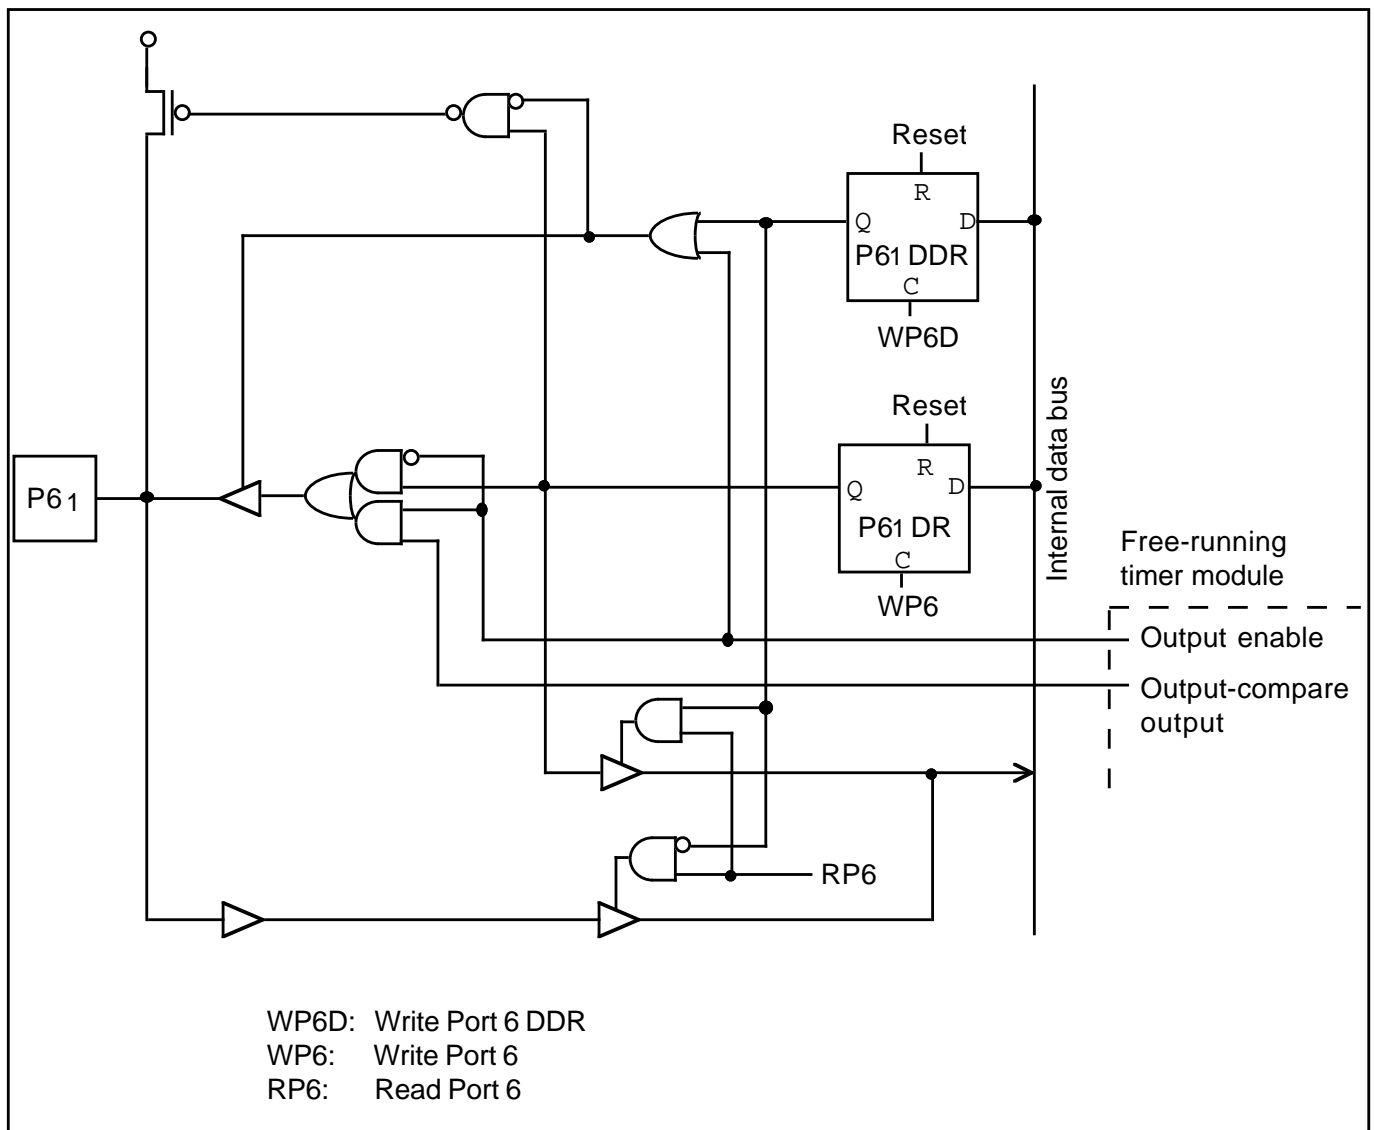 Reset
R
Q D
P61 DDR
C
WP6D
Internal data bus
Reset
R
Q D
P61 DR
C
WP6
P61
Free-running
timer module
Output enable
Output-compare
output
RP6
WP6D: Write Port 6 DDR
WP6: Write Port 6
RP6: Read Port 6